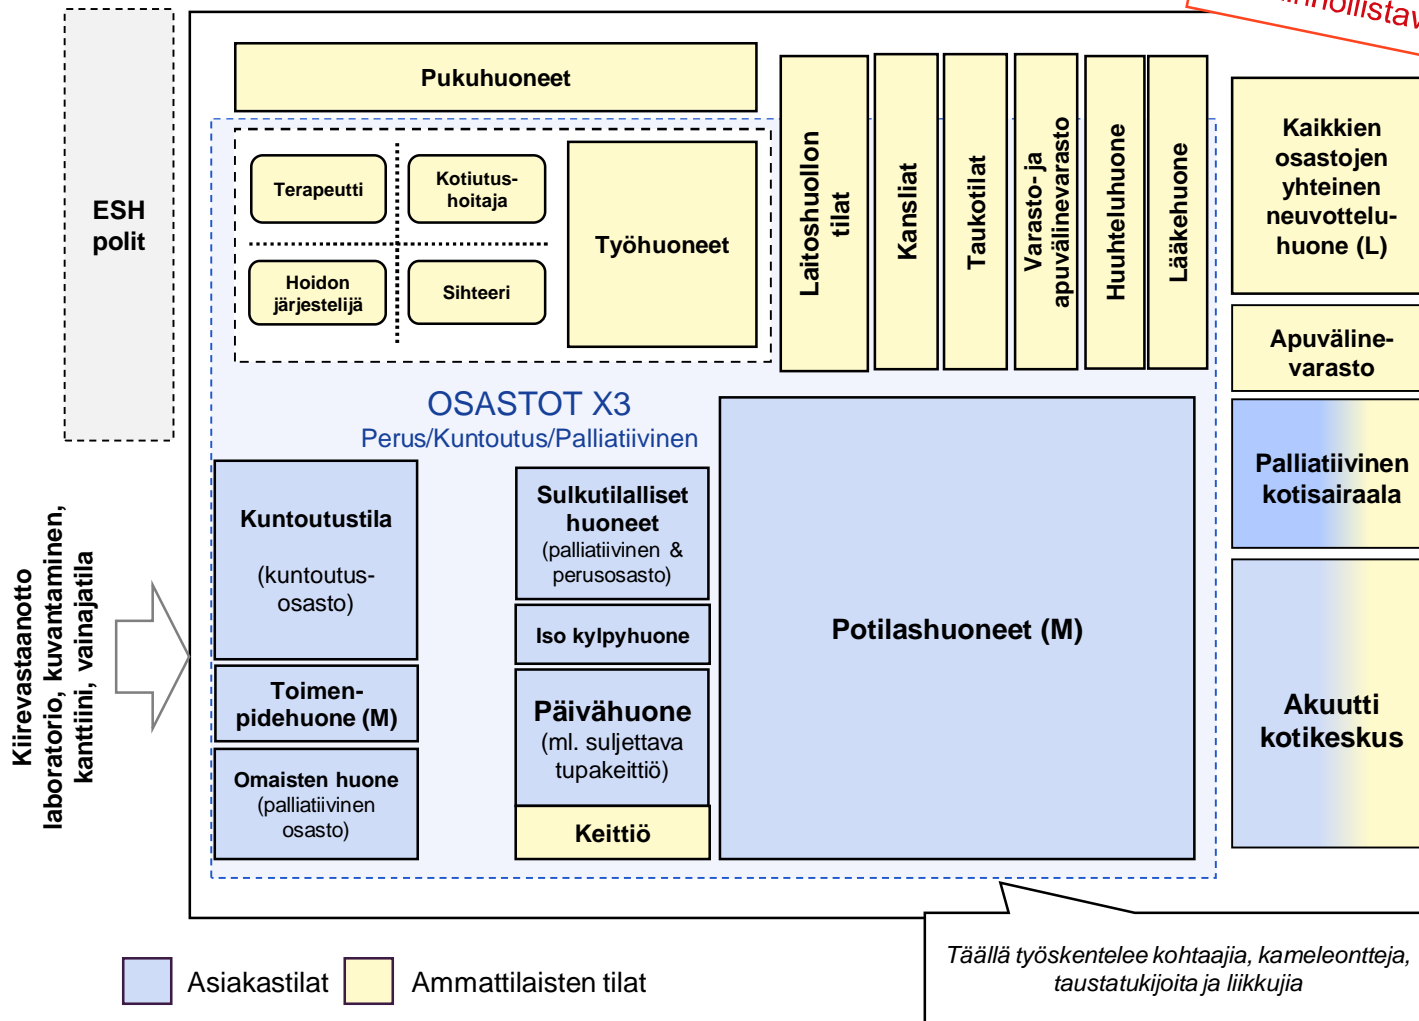 Pukuhuoneet
ESH
polit
Terapeutti
Kotiutus-
hoitaja
Hoidon
järjestelijä
Sihteeri
Työhuoneet
Laitoshuollon
tilat
Kansliat
Taukotilat
Varasto- ja
apuvälinevarasto
Huuhteluhuone
Lääkehuone
Kaikkien
osastojen
yhteinen
neuvottelu-
huone (L)
Apuväline-
varasto
Palliatiivinen
kotisairaala
Akuutti
kotikeskus
OSASTOT X3
Perus/Kuntoutus/Palliatiivinen
Kuntoutustila
(kuntoutus-
osasto)
Toimen-
pidehuone (M)
Omaisten huone
(palliatiivinen
osasto)
Sulkutilalliset
huoneet
(palliatiivinen &
perusosasto)
Iso kylpyhuone
Päivähuone
(ml. suljettava
tupakeittiö)
Keittiö
Potilashuoneet (M)
Kiirevastaanotto
laboratorio, kuvantaminen,
kanttiini, vainajatila
Täällä työskentelee kohtaajia, kameleontteja,
taustatukijoita ja liikkujia
Asiakastilat
Ammattilaisten tilat